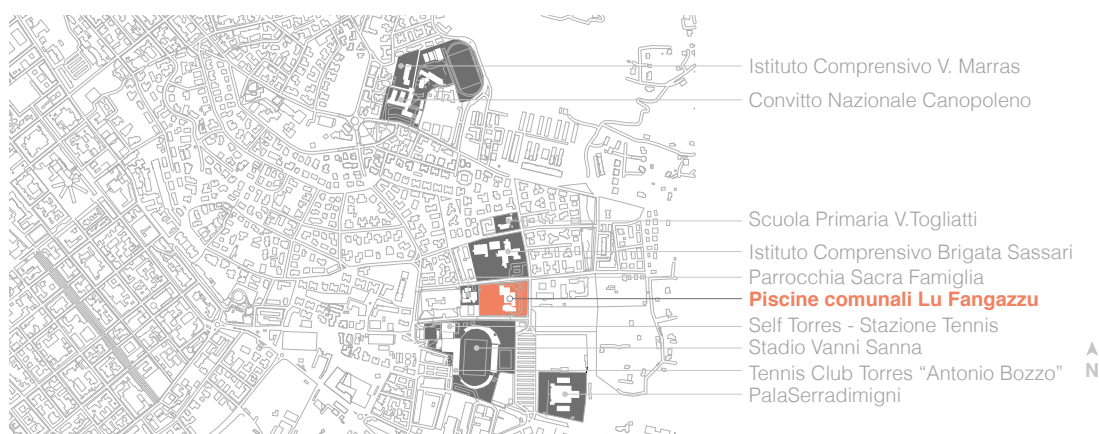 Istituto Comprensivo V. Marras
Convitto Nazionale Canopoleno
Scuola Primaria V.Togliatti
Istituto Comprensivo Brigata Sassari
Parrocchia Sacra Famiglia
Piscine comunali Lu Fangazzu
Self Torres - Stazione Tennis
Stadio Vanni Sanna
Tennis Club Torres “Antonio Bozzo”
PalaSerradimigni
N